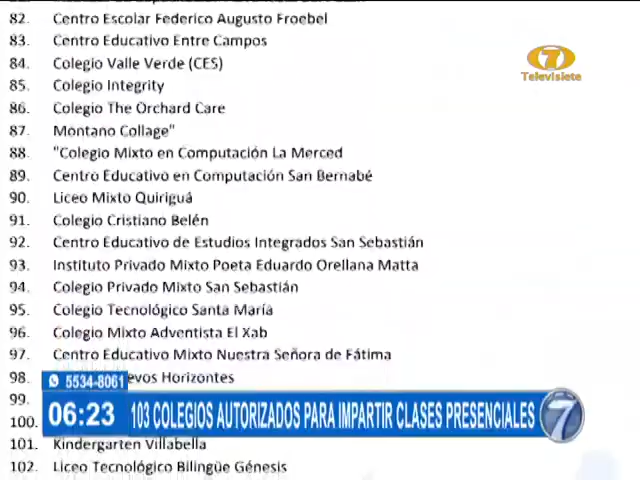 82. Centro Escolar Federico Augusto Froebel
83. Centro Educativo Entre Campos
84. Colegio Valle Verde (CES)
85. Colegio Integrity
86. Colegio The Orchard Care
87. Montano Collage"
88. "Colegio Mixto en Computación La Merced
89. Centro Educativo en Computación San Bernabé
90. Liceo Mixto Quiriguá
91. Colegio Cristiano Belén
92. Centro Educativo de Estudios Integrados San Sebastián
93. Instituto Privado Mixto Poeta Eduardo Orellana Matta
94. Colegio Privado Mixto San Sebastián
95. Colegio Tecnológico Santa María
96. Colegio Mixto Adventista El Xab
97. Centro Educativo Mixto Nuestra Señora de Fátima
98. Horizontes
99.
100.
101. Kindergarten Villabella
102. Liceo Tecnológico Bilingüe Génesis
7
Televisiete
5534-8061
06:23 103 COLEGIOS AUTORIZADOS PARA IMPARTIR CLASES PRESENCIALES 7